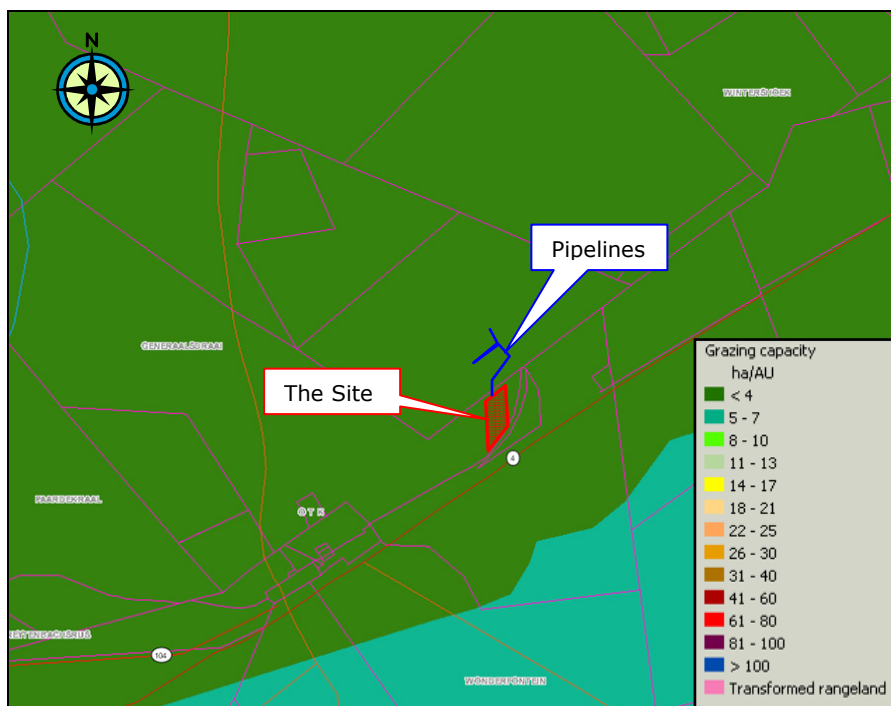 N
WINTERSHOEK
Pipelines
GENERAALSDRAAI
The Site
4
PAARDEKRAAL
O T K
104
WONDERFONTEIN
Grazing capacity
ha/AU
< 4
5 - 7
8 - 10
11 - 13
14 - 17
18 - 21
22 - 25
26 - 30
31 - 40
41 - 60
61 - 80
81 - 100
> 100
Transformed rangeland